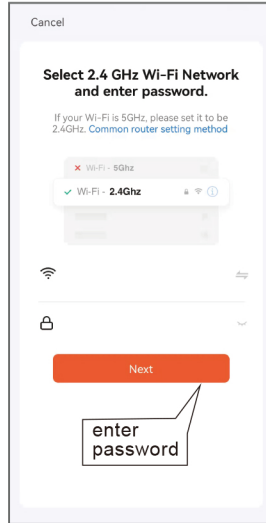 Cancel
Select 2.4 GHz Wi-Fi Network
and enter password.
If your Wi-Fi is 5GHz, please set it to be
2.4GHz. Common router setting method
Wi-Fi - 5Ghz
Wi-Fi - 2.4Ghz
Next
enter
password